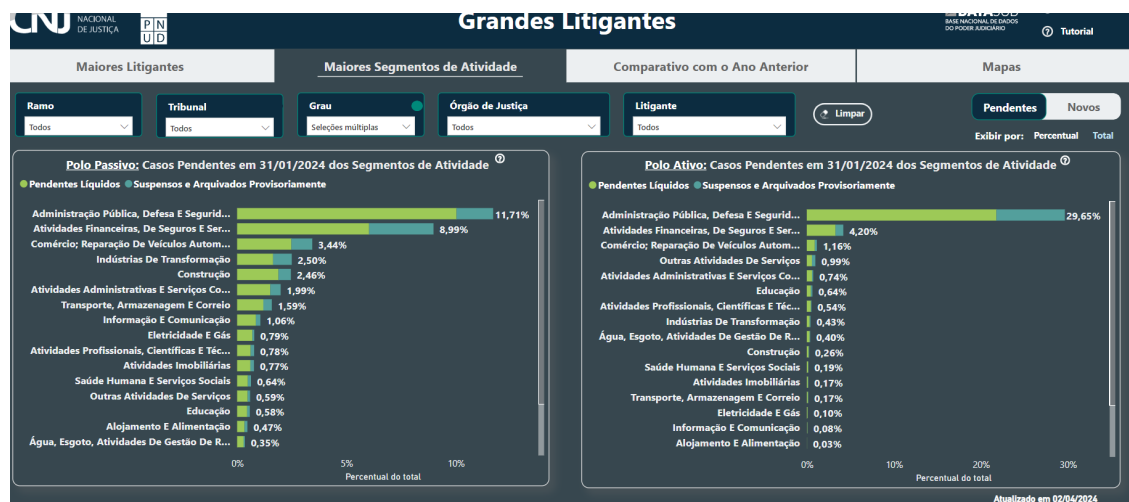 CNJ NACIONAL DE JUSTIÇA
PN
UD
Grandes Litigantes
BASE NACIONAL DE DADOS
DO PODER JUDICIÁRIO
Tutorial
Maiores Litigantes
Maiores Segmentos de Atividade
Comparativo com o Ano Anterior
Mapas
Ramo
Todos
Tribunal
Todos
Grau
Seleções múltiplas
Órgão de Justiça
Todos
Litigante
Todos
Limpar
Pendentes Novos
Exibir por: Percentual Total
Polo Passivo: Casos Pendentes em 31/01/2024 dos Segmentos de Atividade
Pendentes Líquidos Suspensos e Arquivados Provisoriamente
Administração Pública, Defesa E Segurid... 11,71%
Atividades Financeiras, De Seguros E Ser... 8,99%
Comércio; Reparação De Veículos Autom... 3,44%
Indústrias De Transformação 2,50%
Construção 2,46%
Atividades Administrativas E Serviços Co... 1,99%
Transporte, Armazenagem E Correio 1,59%
Informação E Comunicação 1,06%
Eletricidade E Gás 0,79%
Atividades Profissionais, Científicas E Téc... 0,78%
Atividades Imobiliárias 0,77%
Saúde Humana E Serviços Sociais 0,64%
Outras Atividades De Serviços 0,59%
Educação 0,58%
Alojamento E Alimentação 0,47%
Água, Esgoto, Atividades De Gestão De R... 0,35%
0% 5% 10%
Percentual do total
Polo Ativo: Casos Pendentes em 31/01/2024 dos Segmentos de Atividade
Pendentes Líquidos Suspensos e Arquivados Provisoriamente
Administração Pública, Defesa E Segurid... 29,65%
Atividades Financeiras, De Seguros E Ser... 4,20%
Comércio; Reparação De Veículos Autom... 1,16%
Outras Atividades De Serviços 0,99%
Atividades Administrativas E Serviços Co... 0,74%
Educação 0,64%
Atividades Profissionais, Científicas E Téc... 0,54%
Indústrias De Transformação 0,43%
Água, Esgoto, Atividades De Gestão De R... 0,40%
Construção 0,26%
Saúde Humana E Serviços Sociais 0,19%
Atividades Imobiliárias 0,17%
Transporte, Armazenagem E Correio 0,17%
Eletricidade E Gás 0,10%
Informação E Comunicação 0,08%
Alojamento E Alimentação 0,03%
0% 10% 20% 30%
Percentual do total
Atualizado em 02/04/2024